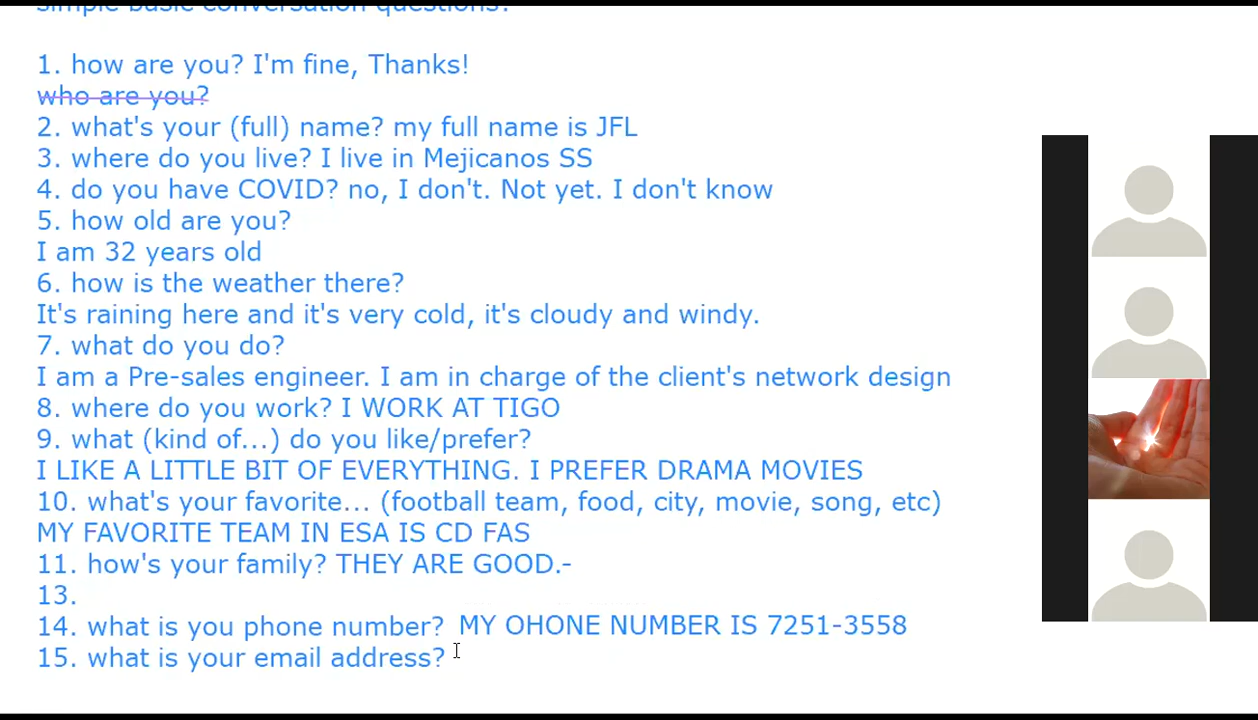 simple basic conversation questions?
1. how are you? I'm fine, Thanks!
who are you?
2. what's your (full) name? my full name is JFL
3. where do you live? I live in Mejicanos SS
4. do you have COVID? no, I don't. Not yet. I don't know
5. how old are you?
I am 32 years old
6. how is the weather there?
It's raining here and it's very cold, it's cloudy and windy.
7. what do you do?
I am a Pre-sales engineer. I am in charge of the client's network design
8. where do you work? I WORK AT TIGO
9. what (kind of...) do you like/prefer?
I LIKE A LITTLE BIT OF EVERYTHING. I PREFER DRAMA MOVIES
10. what's your favorite... (football team, food, city, movie, song, etc)
MY FAVORITE TEAM IN ESA IS CD FAS
11. how's your family? THEY ARE GOOD.-
13.
14. what is you phone number? MY OHONE NUMBER IS 7251-3558
15. what is your email address?